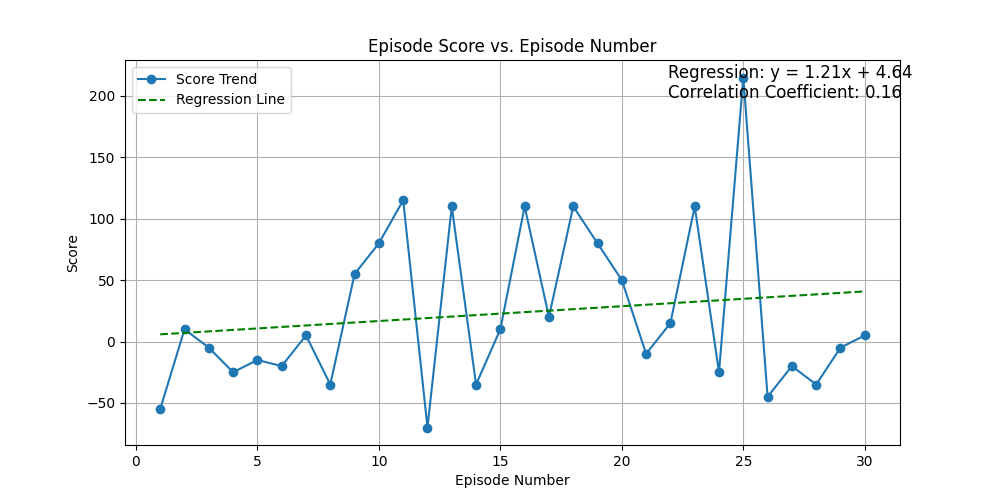 Episode Score vs. Episode Number
Score Trend
Regression Line
Regression: y = 1.21x + 4.64
Correlation Coefficient: 0.16
200
150
100
50
0
−50
Score
0 5 10 15 20 25 30
Episode Number